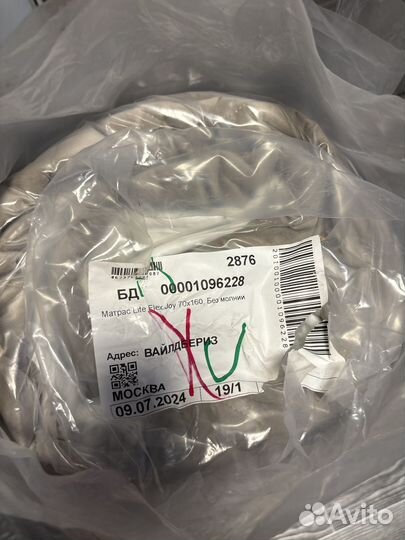 2876
БД 00001096228
Матрас Lite Flex Joy 70x160, Без молнии
Адрес: ВАЙЛДБЕРИЗ
МОСКВА
09.07.2024 19/1
2017001000001096228
Avito